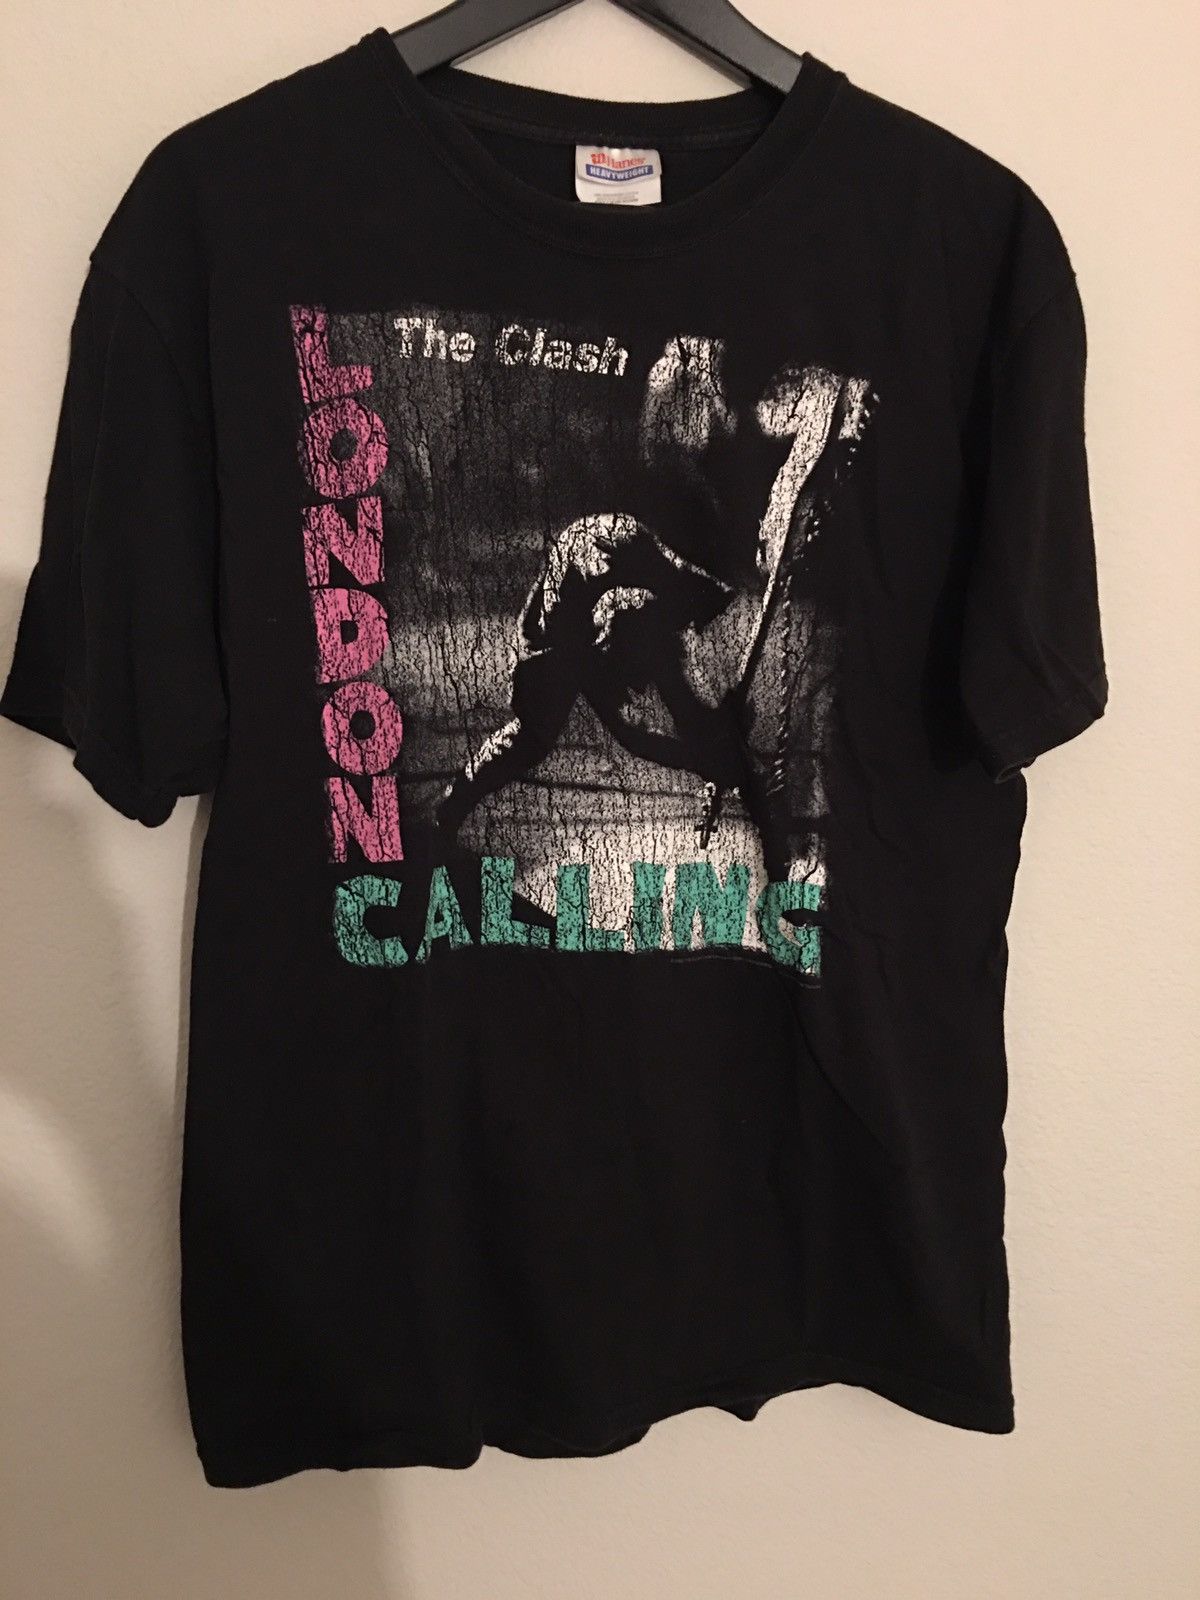 Hanes
HEAVYWEIGHT
The Clash
LONDON
CALLING